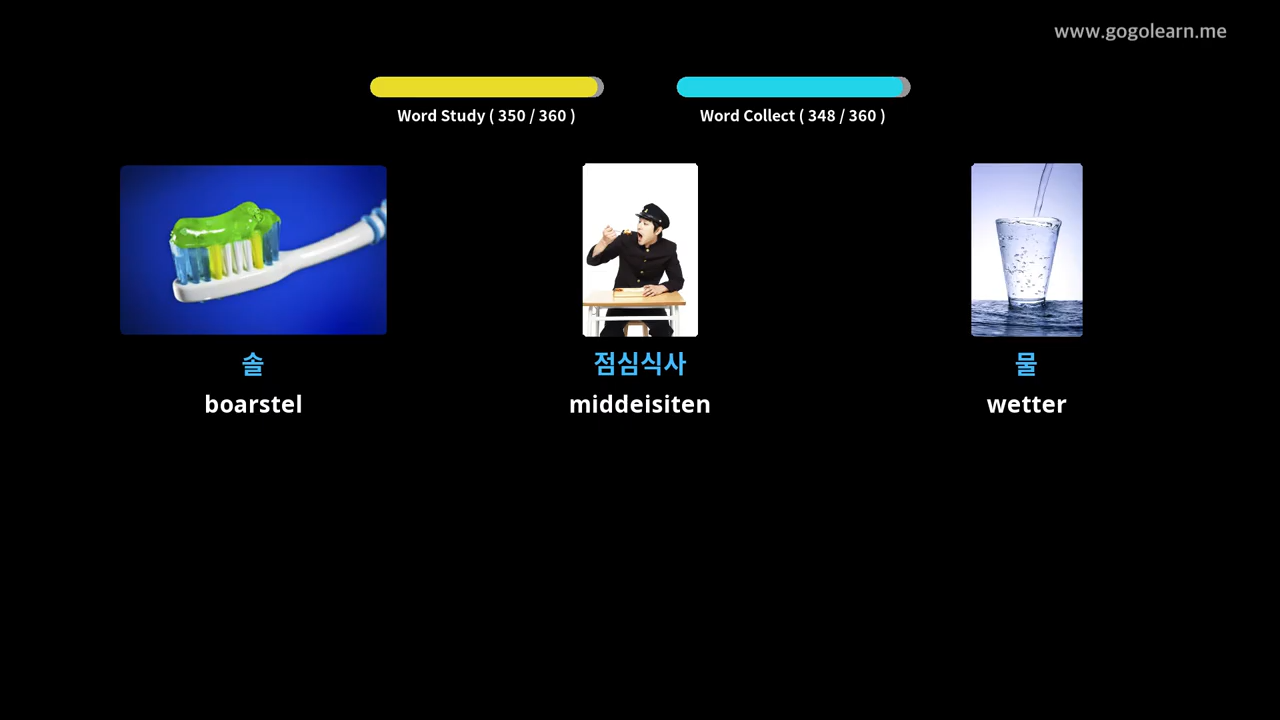 www.gogolearn.me
Word Study ( 350 / 360 )
Word Collect ( 348 / 360 )
솔
점심식사
물
boarstel
middeisiten
wetter